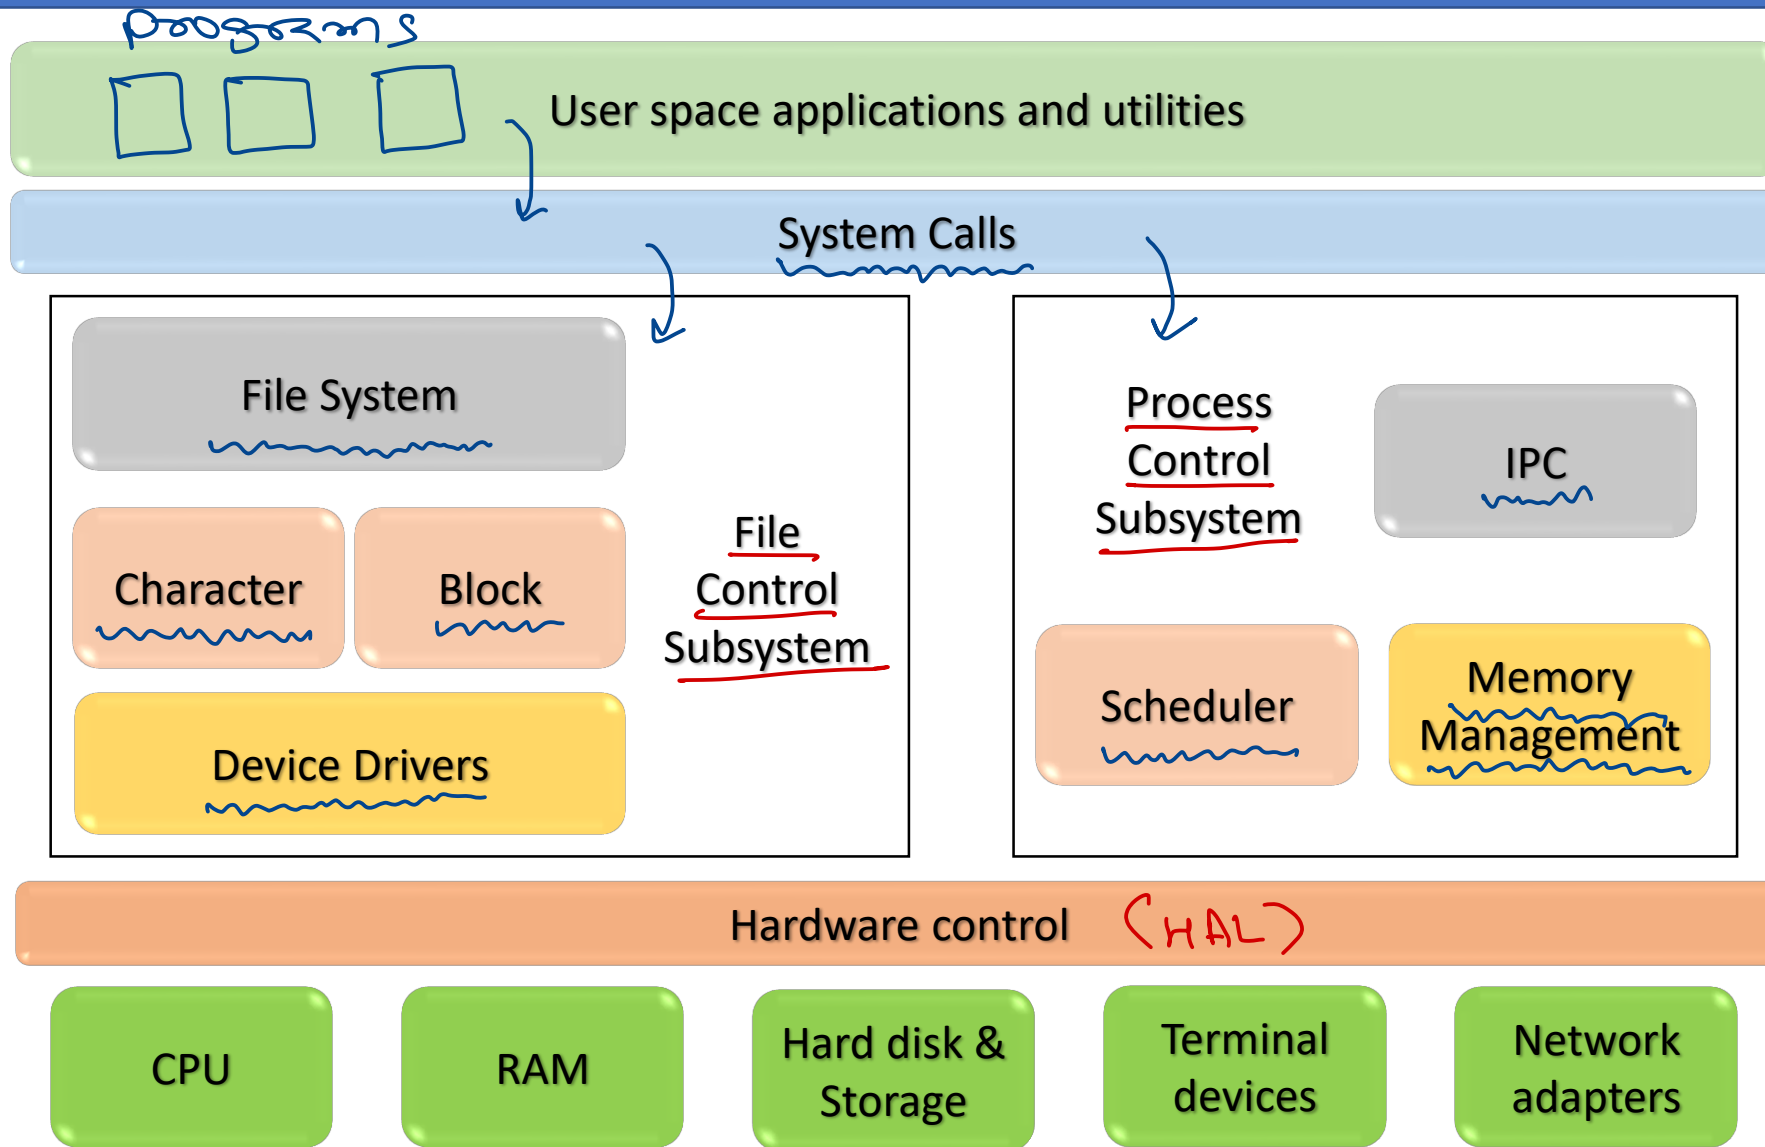 programs
User space applications and utilities
System Calls
File System
Character
Block
Device Drivers
File
Control
Subsystem
Process
Control
Subsystem
IPC
Scheduler
Memory
Management
Hardware control (HAL)
CPU
RAM
Hard disk &
Storage
Terminal
devices
Network
adapters